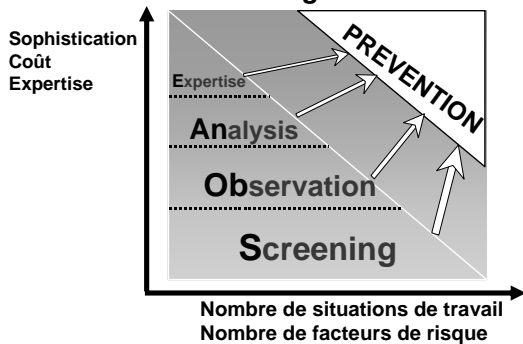 Sophistication
Coût
Expertise
PREVENTION
Expertise
Analysis
Observation
Screening
Nombre de situations de travail
Nombre de facteurs de risque